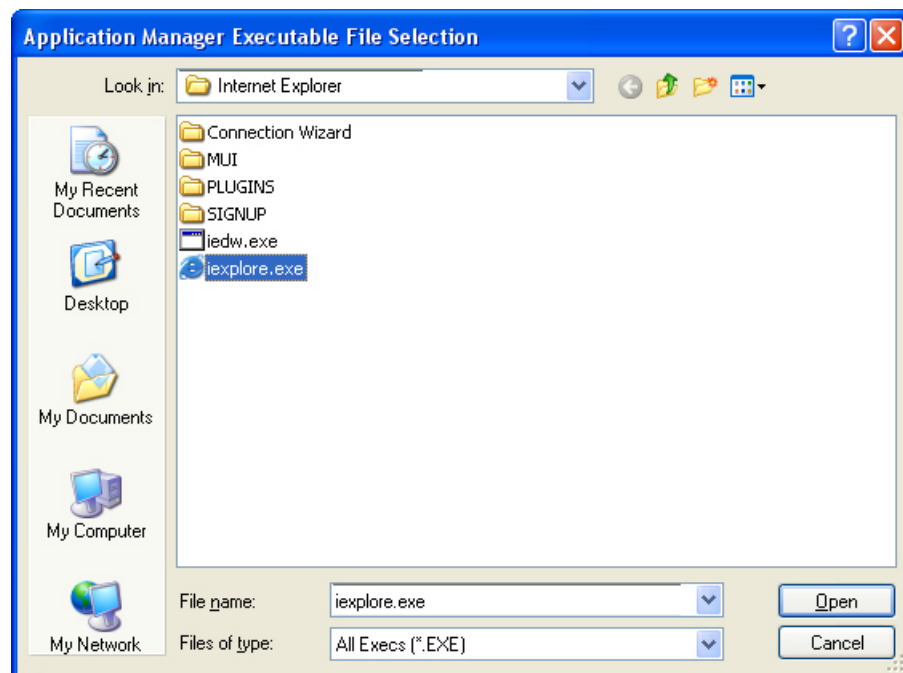 Application Manager Executable File Selection
Look in:
Internet Explorer
Connection Wizard
MUI
PLUGINS
SIGNUP
iedw.exe
iexplore.exe
My Recent
Documents
Desktop
My Documents
My Computer
My Network
File name:
iexplore.exe
Open
Files of type:
All Execs (*.EXE)
Cancel